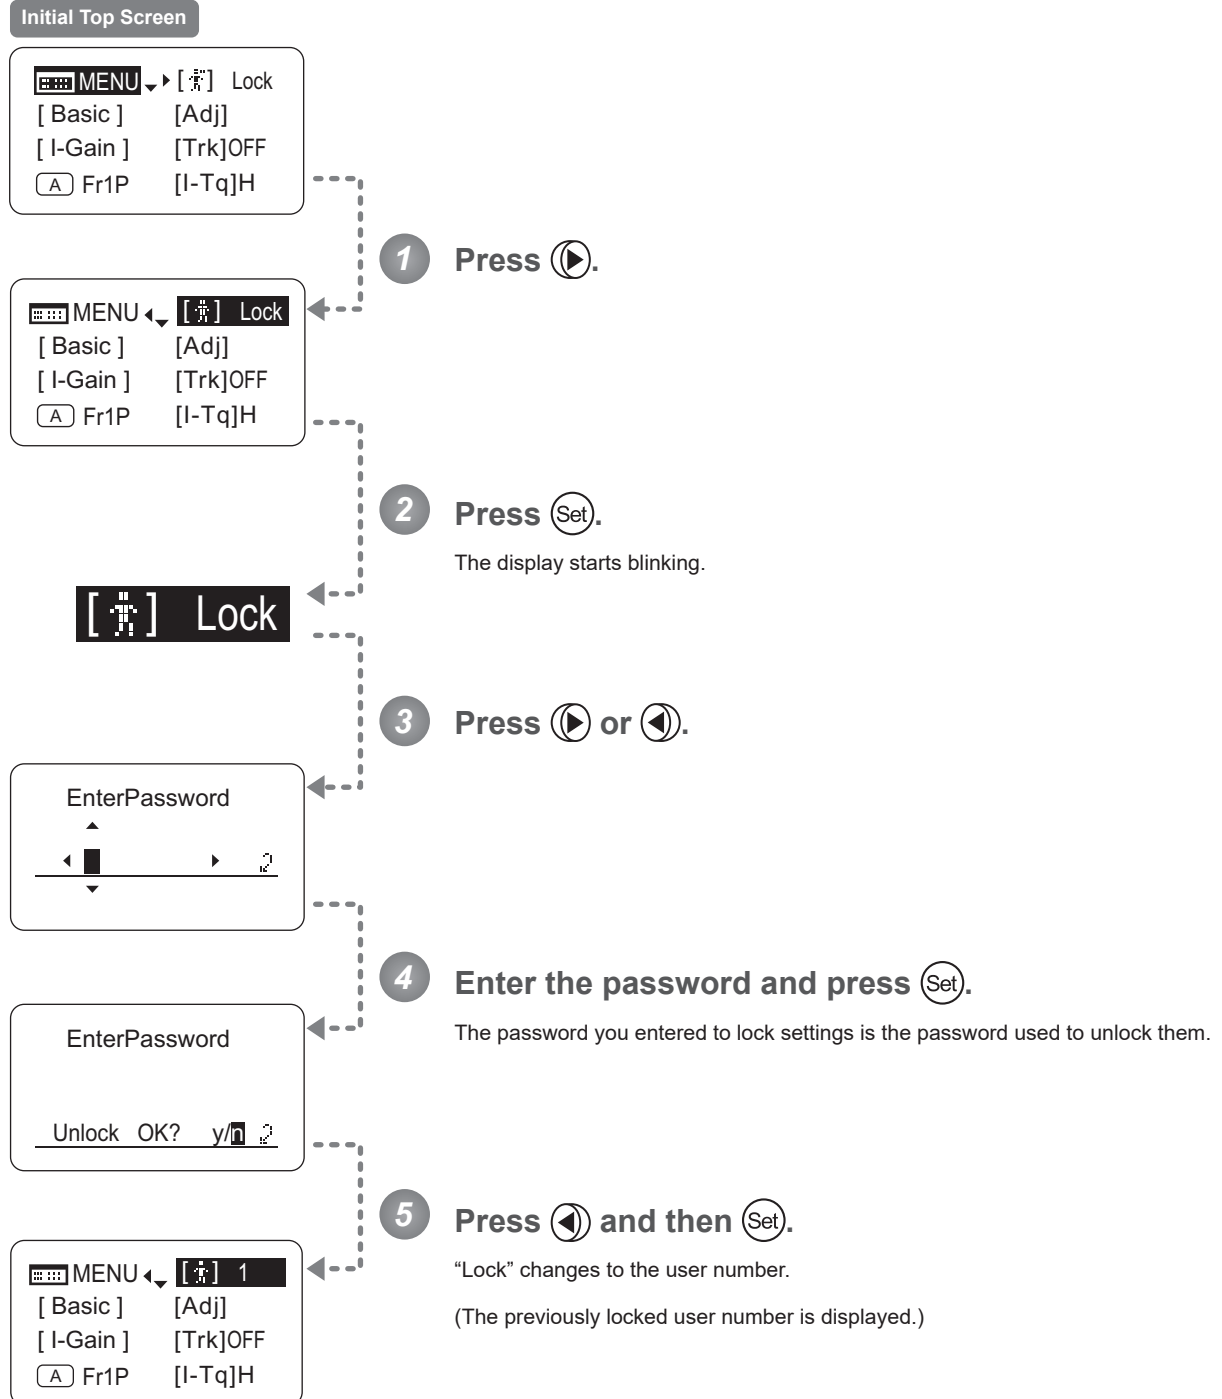 Initial Top Screen
MENU [ ] Lock
[ Basic ] [Adj]
[ I-Gain ] [Trk]OFF
A Fr1P [I-Tq]H
1 Press .
MENU [ ] Lock
[ Basic ] [Adj]
[ I-Gain ] [Trk]OFF
A Fr1P [I-Tq]H
2 Press Set.
The display starts blinking.
[ ] Lock
3 Press or .
EnterPassword
4 Enter the password and press Set.
The password you entered to lock settings is the password used to unlock them.
EnterPassword
Unlock OK? y/n
5 Press and then Set.
“Lock” changes to the user number.
(The previously locked user number is displayed.)
MENU [ ] 1
[ Basic ] [Adj]
[ I-Gain ] [Trk]OFF
A Fr1P [I-Tq]H